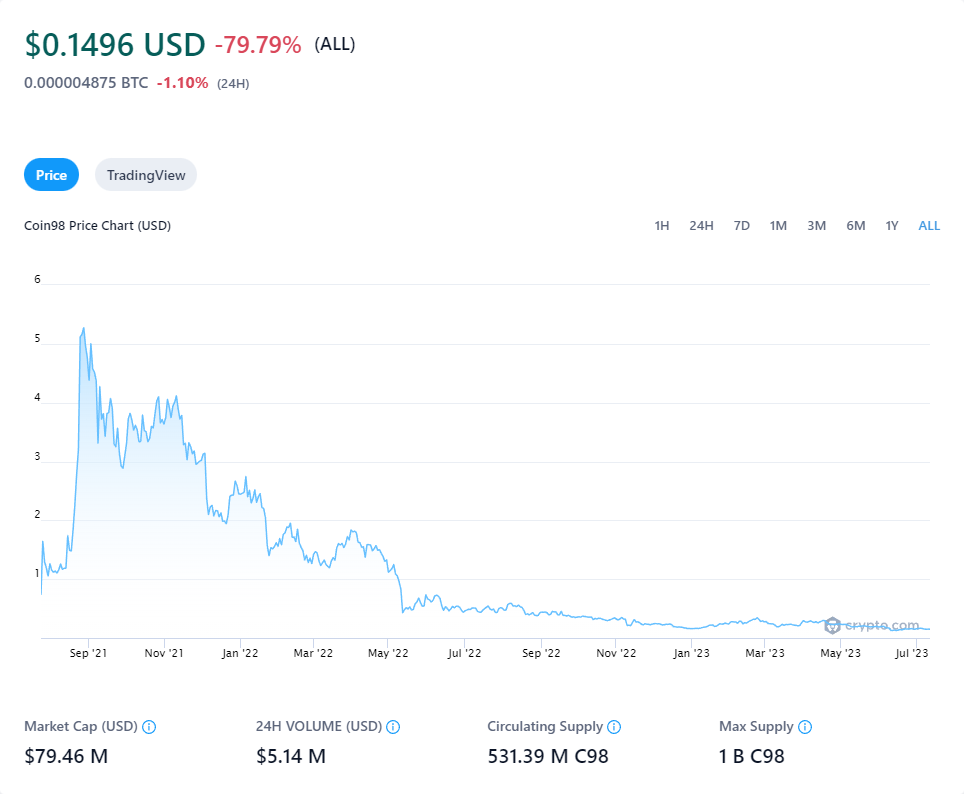 $0.1496 USD -79.79% (ALL)
0.000004875 BTC -1.10% (24H)
Price TradingView
Coin98 Price Chart (USD) 1H 24H 7D 1M 3M 6M 1Y ALL
6
5
4
3
2
1
crypto.com
Sep '21 Nov '21 Jan '22 Mar '22 May '22 Jul '22 Sep '22 Nov '22 Jan '23 Mar '23 May '23 Jul '23
Market Cap (USD) 24H VOLUME (USD) Circulating Supply Max Supply
$79.46 M $5.14 M 531.39 M C98 1 B C98